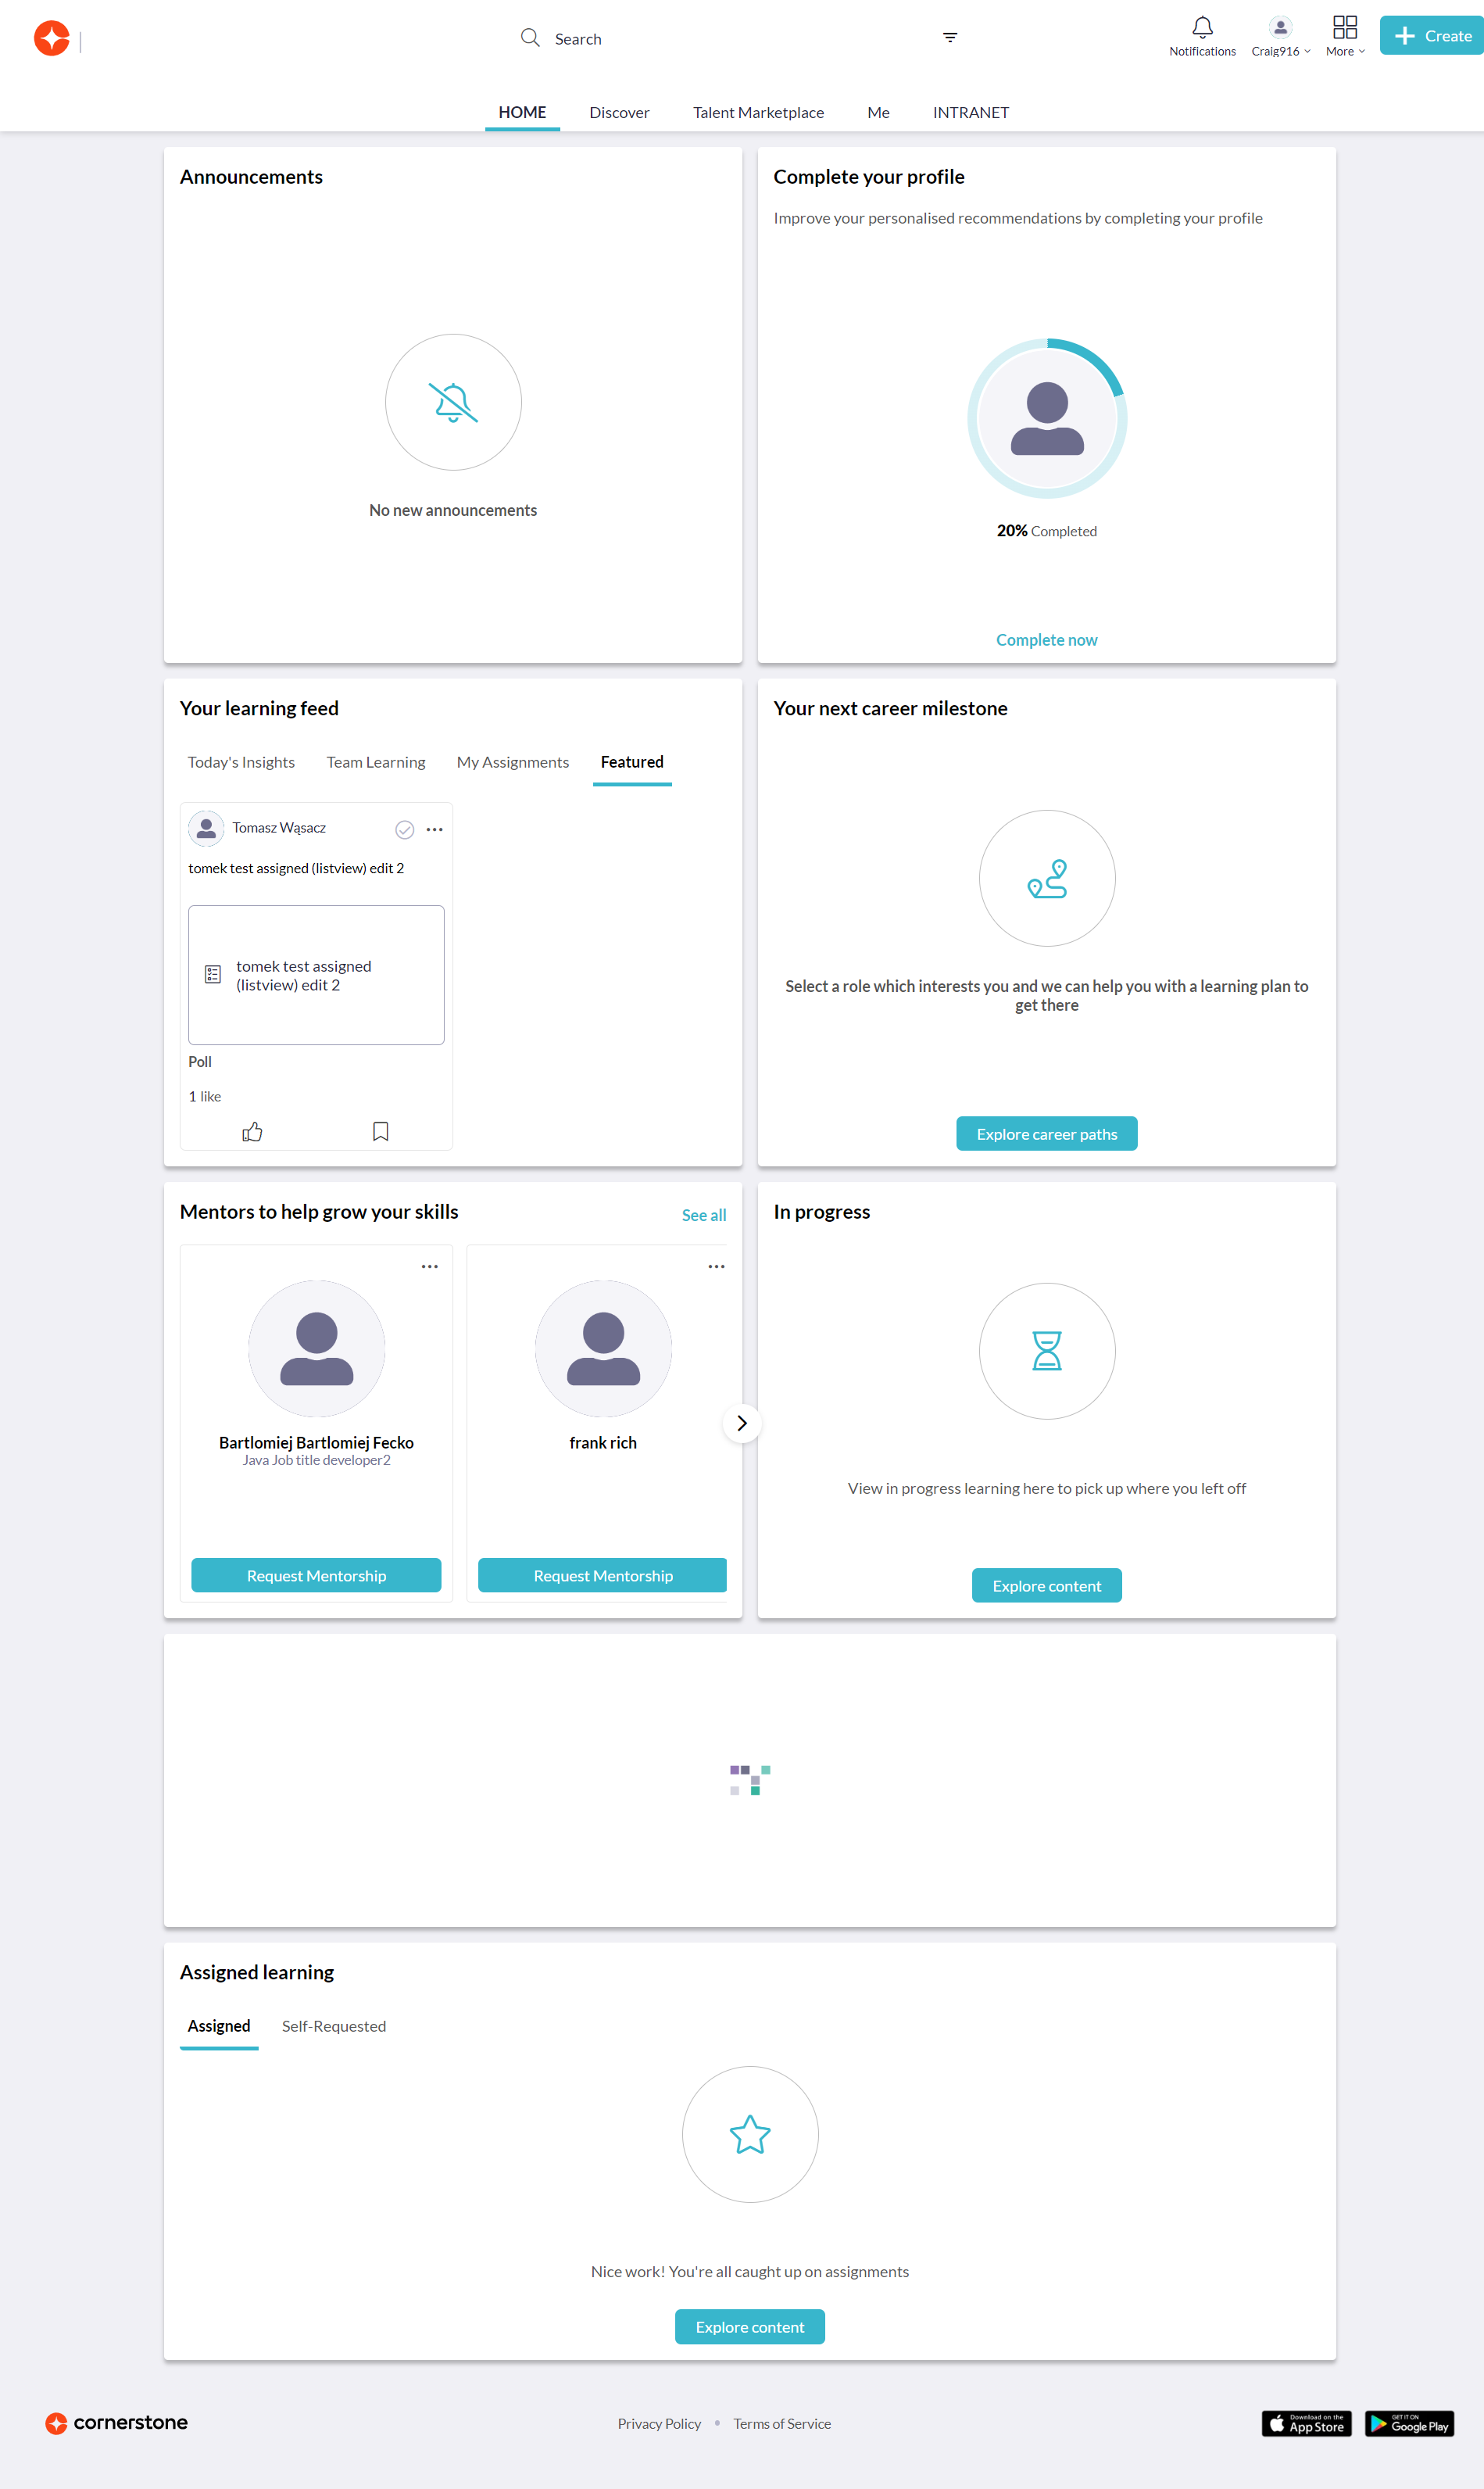 Search
Notifications
Craig916
More
Create
HOME
Discover
Talent Marketplace
Me
INTRANET
Announcements
No new announcements
Complete your profile
Improve your personalised recommendations by completing your profile
20% Completed
Complete now
Your learning feed
Today's Insights
Team Learning
My Assignments
Featured
Tomasz Wąsacz
tomek test assigned (listview) edit 2
tomek test assigned
(listview) edit 2
Poll
1 like
Your next career milestone
Select a role which interests you and we can help you with a learning plan to
get there
Explore career paths
Mentors to help grow your skills
See all
Bartlomiej Bartlomiej Fecko
Java Job title developer2
Request Mentorship
frank rich
Request Mentorship
In progress
View in progress learning here to pick up where you left off
Explore content
Assigned learning
Assigned
Self-Requested
Nice work! You're all caught up on assignments
Explore content
cornerstone
Privacy Policy
Terms of Service
Download on the
App Store
GET IT ON
Google Play